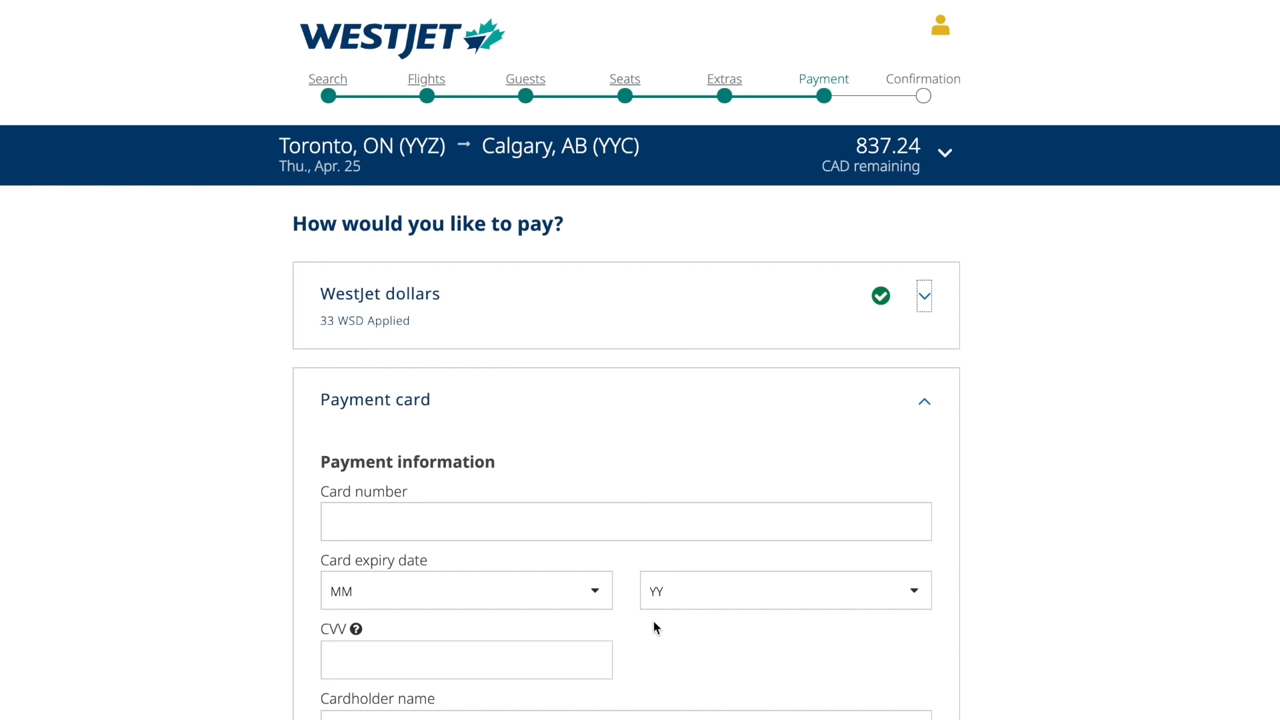 WESTJET
Search Flights Guests Seats Extras Payment Confirmation
Toronto, ON (YYZ) → Calgary, AB (YYC)
Thu., Apr. 25
837.24
CAD remaining
How would you like to pay?
WestJet dollars
33 WSD Applied
Payment card
Payment information
Card number
Card expiry date
MM YY
CVV ?
Cardholder name